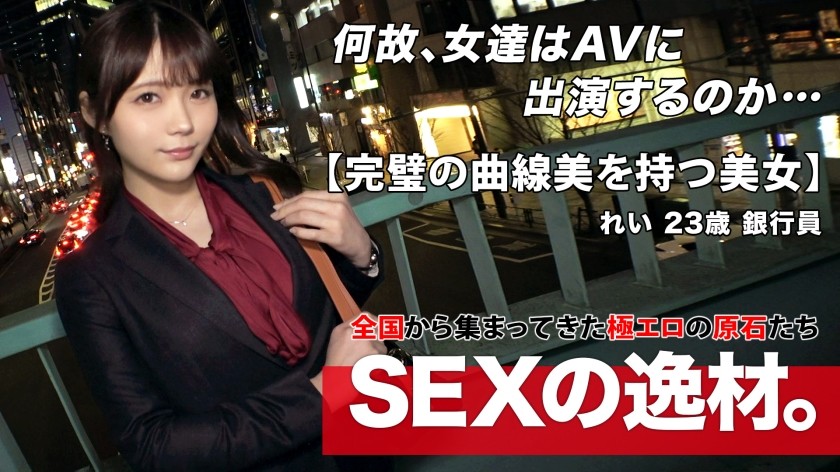 何故、女達はAVに
出演するのか…
【完璧の曲線美を持つ美女】
れい 23歳 銀行員
全国から集まってきた極エロの原石たち
SEXの逸材。